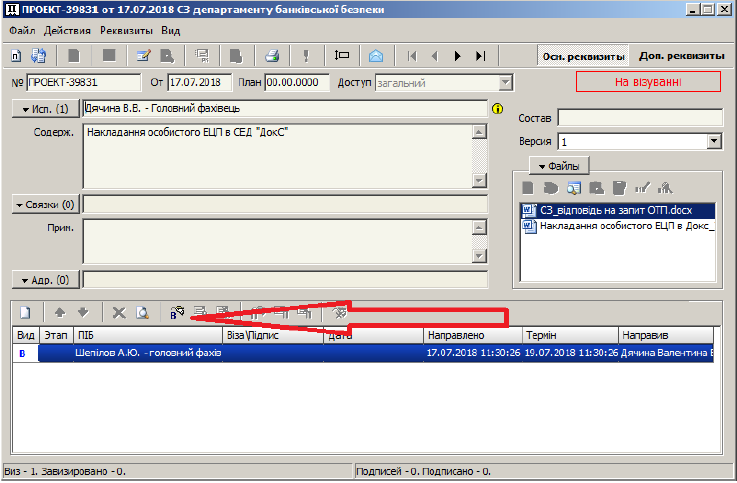 ПРОЕКТ-39831 от 17.07.2018 СЗ департаменту банківської безпеки
Файл Действия Реквизиты Вид
Осн. реквизиты Доп. реквизиты
№ ПРОЕКТ-39831 От 17.07.2018 План 00.00.0000 Доступ загальний На візуванні
Исп. (1) Дячина В.В. - Головний фахівець
Состав
Содерж. Накладання особистого ЕЦП в СЕД "ДокС"
Версия 1
Файлы
Связки (0)
СЗ_відповідь на запит ОТП.docx
Прим. Накладання особистого ЕЦП в Докс_
Адр. (0)
Вид Этап ПІБ Віза\Підпис Дата Направлено Термін Направив
В Шепілов А.Ю. -головний фахів 17.07.2018 11:30:26 19.07.2018 11:30:26 Дячина Валентина В
Виз - 1. Завизировано - 0. Подписей - 0. Подписано - 0.